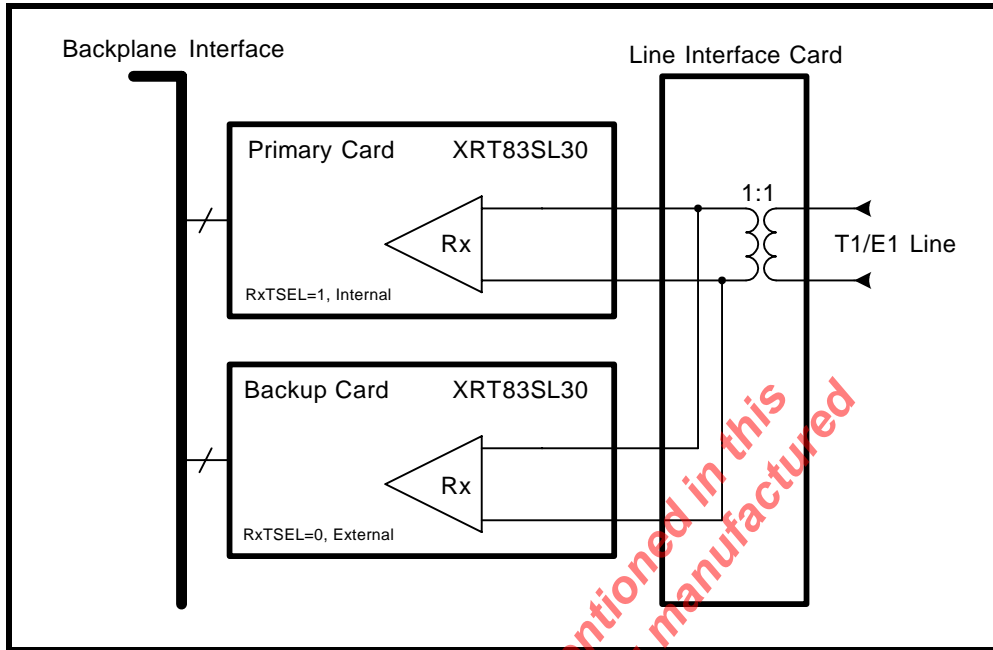 Backplane Interface
Line Interface Card
Primary Card XRT83SL30
1:1
Rx
T1/E1 Line
RxTSEL=1, Internal
Backup Card XRT83SL30
Rx
RxTSEL=0, External
in this
manufactured